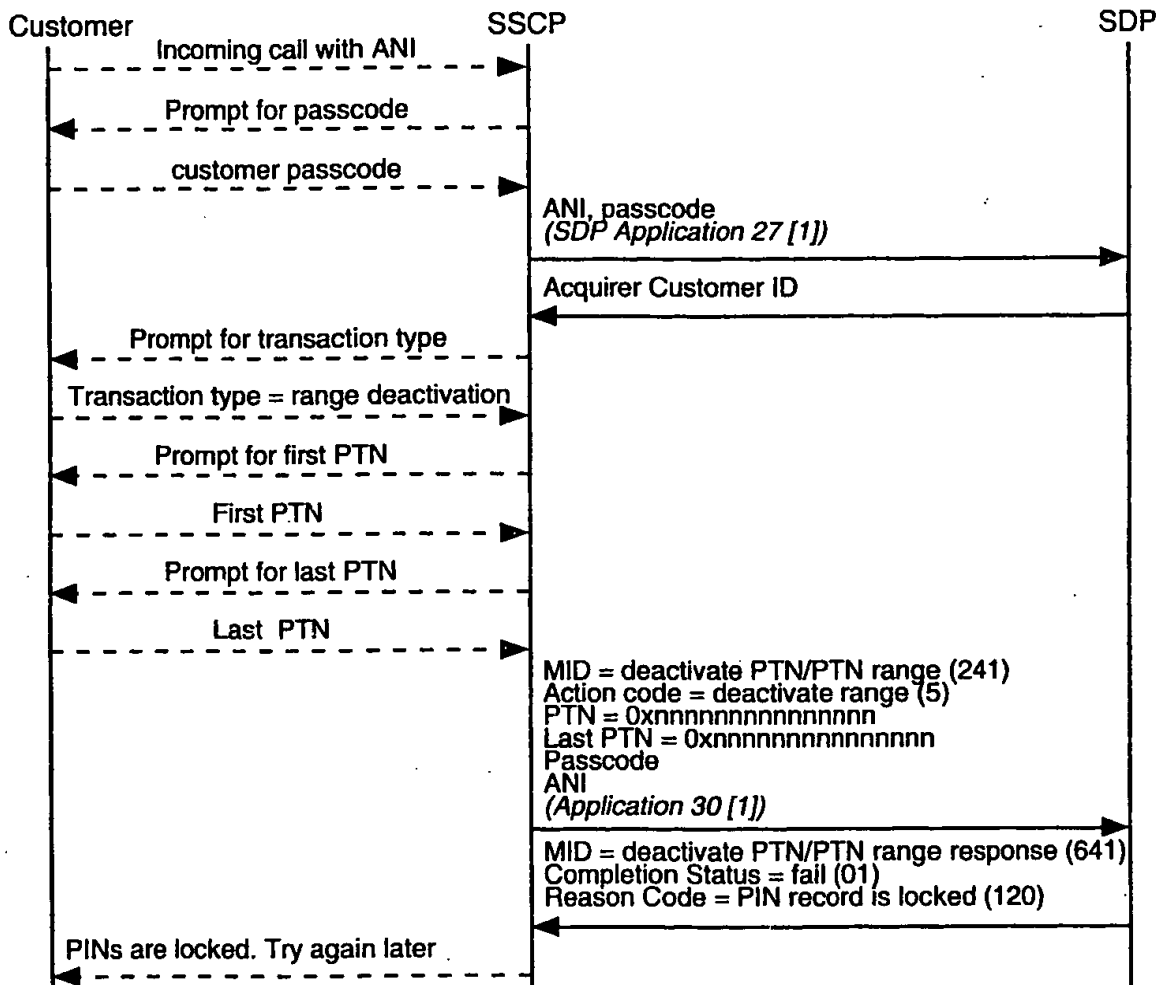 Customer
SSCP
SDP
Incoming call with ANI
Prompt for passcode
customer passcode
ANI, passcode
(SDP Application 27 [1])
Acquirer Customer ID
Prompt for transaction type
Transaction type = range deactivation
Prompt for first PTN
First PTN
Prompt for last PTN
Last PTN
MID = deactivate PTN/PTN range (241)
Action code = deactivate range (5)
PTN = 0xnnnnnnnnnnnnnnnn
Last PTN = 0xnnnnnnnnnnnnnnnn
Passcode
ANI
(Application 30 [1])
MID = deactivate PTN/PTN range response (641)
Completion Status = fail (01)
Reason Code = PIN record is locked (120)
PINs are locked. Try again later